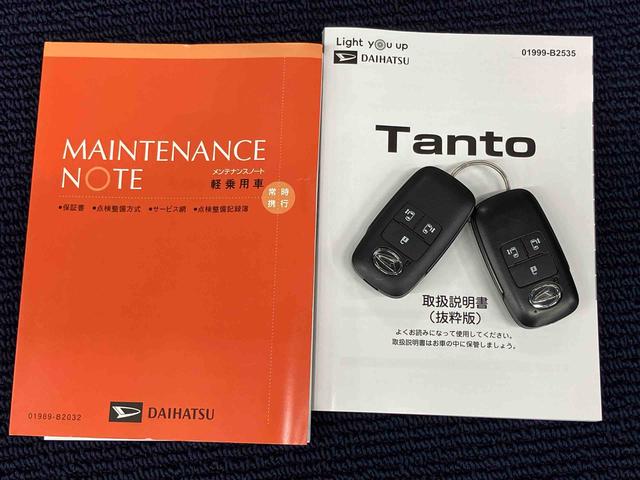 MAINTENANCE
NOTE
メンテナンスノート
軽乗用車
常時
携行
•保証書 •点検整備方式 •サービス網 •点検整備記録簿
01989-B2032
DAIHATSU
Light you up
DAIHATSU
01999-B2535
Tanto
取扱説明書
（抜粋版）
よくお読みになって使用してください。
取扱説明書はお車の中に保管しましょう。